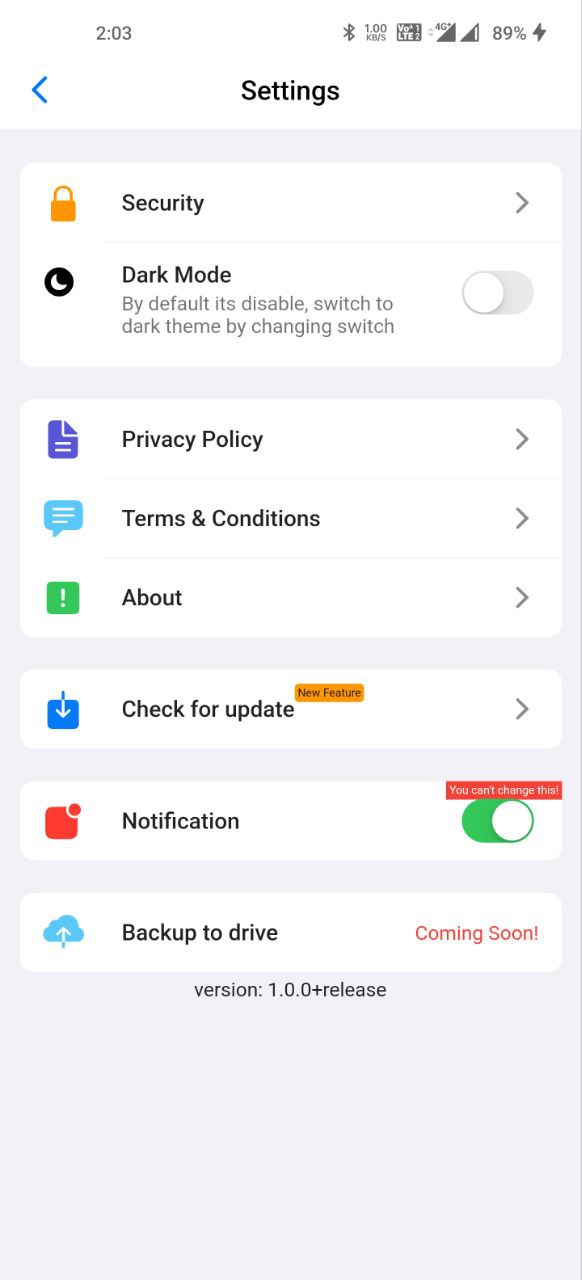 2:03
1.00
KB/S
Vo 1
LTE 2
4G+
89%
Settings
Security
Dark Mode
By default its disable, switch to
dark theme by changing switch
Privacy Policy
Terms & Conditions
About
New Feature
Check for update
You can't change this!
Notification
Backup to drive
Coming Soon!
version: 1.0.0+release